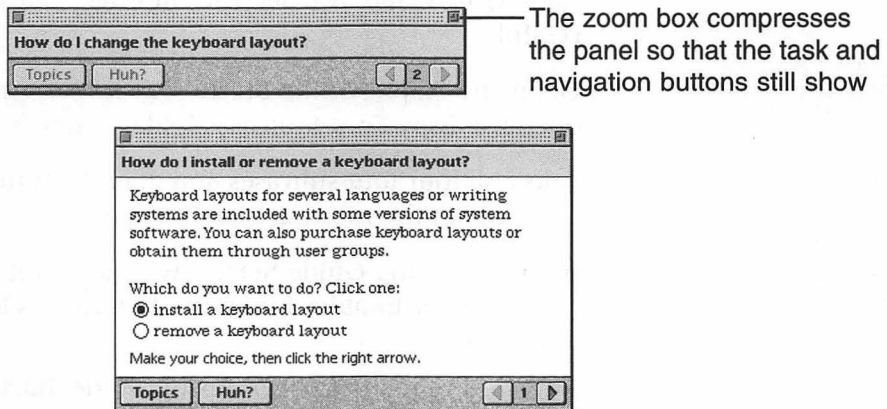 How do I change the keyboard layout?
Topics Huh? 2
The zoom box compresses
the panel so that the task and
navigation buttons still show
How do I install or remove a keyboard layout?
Keyboard layouts for several languages or writing
systems are included with some versions of system
software. You can also purchase keyboard layouts or
obtain them through user groups.
Which do you want to do? Click one:
install a keyboard layout
remove a keyboard layout
Make your choice, then click the right arrow.
Topics Huh? 1